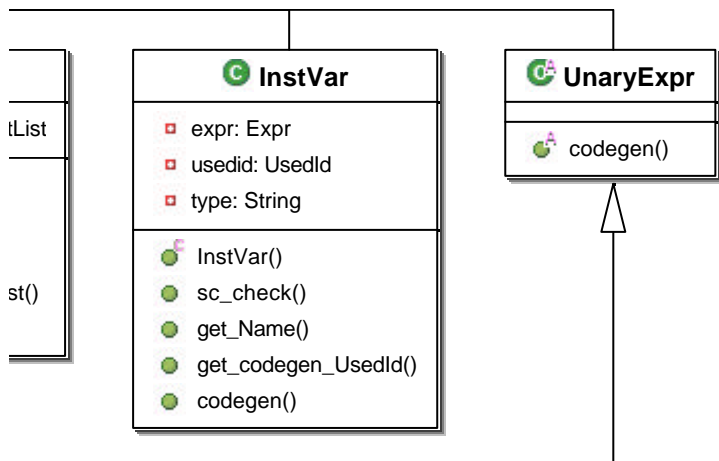 tList
st()
InstVar
expr: Expr
usedid: UsedId
type: String
InstVar()
sc_check()
get_Name()
get_codegen_UsedId()
codegen()
UnaryExpr
codegen()